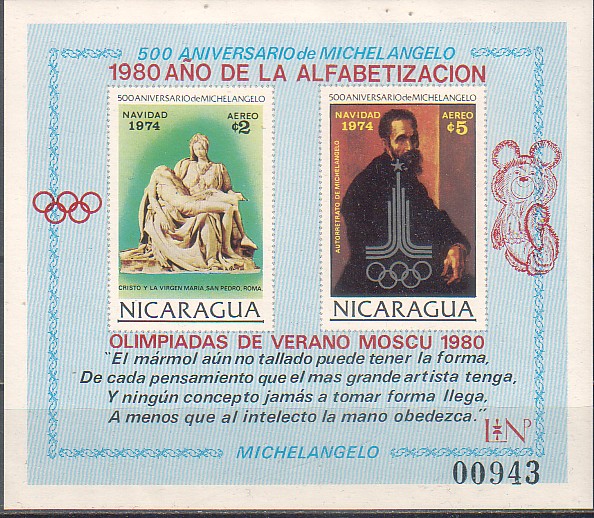 500 ANIVERSARIO de MICHELANGELO
1980 AÑO DE LA ALFABETIZACION
500 ANIVERSARIO de MICHELANGELO
NAVIDAD
1974
AEREO
¢2
CRISTO Y LA VIRGEN MARIA, SAN PEDRO, ROMA.
NICARAGUA
500 ANIVERSARIO de MICHELANGELO
NAVIDAD
1974
AEREO
¢5
AUTORRETRATO DE MICHELANGELO
NICARAGUA
OLIMPIADAS DE VERANO MOSCU 1980
"El mármol aún no tallado puede tener la forma,
De cada pensamiento que el mas grande artista tenga,
Y ningún concepto jamás a tomar forma llega,
A menos que al intelecto la mano obedezca."
LNP
MICHELANGELO
00943